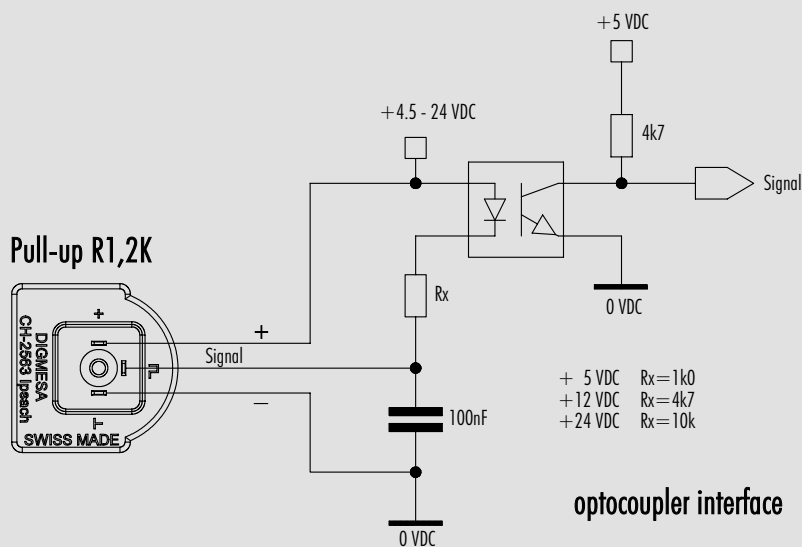 +5 VDC
+4.5 - 24 VDC
4k7
Signal
Pull-up R1,2K
0 VDC
Rx
+
+
DIGMESA
CH-2563 Ipsach
SWISS MADE
Signal
−
100nF
+ 5 VDC Rx=1k0
+12 VDC Rx=4k7
+24 VDC Rx=10k
optocoupler interface
0 VDC